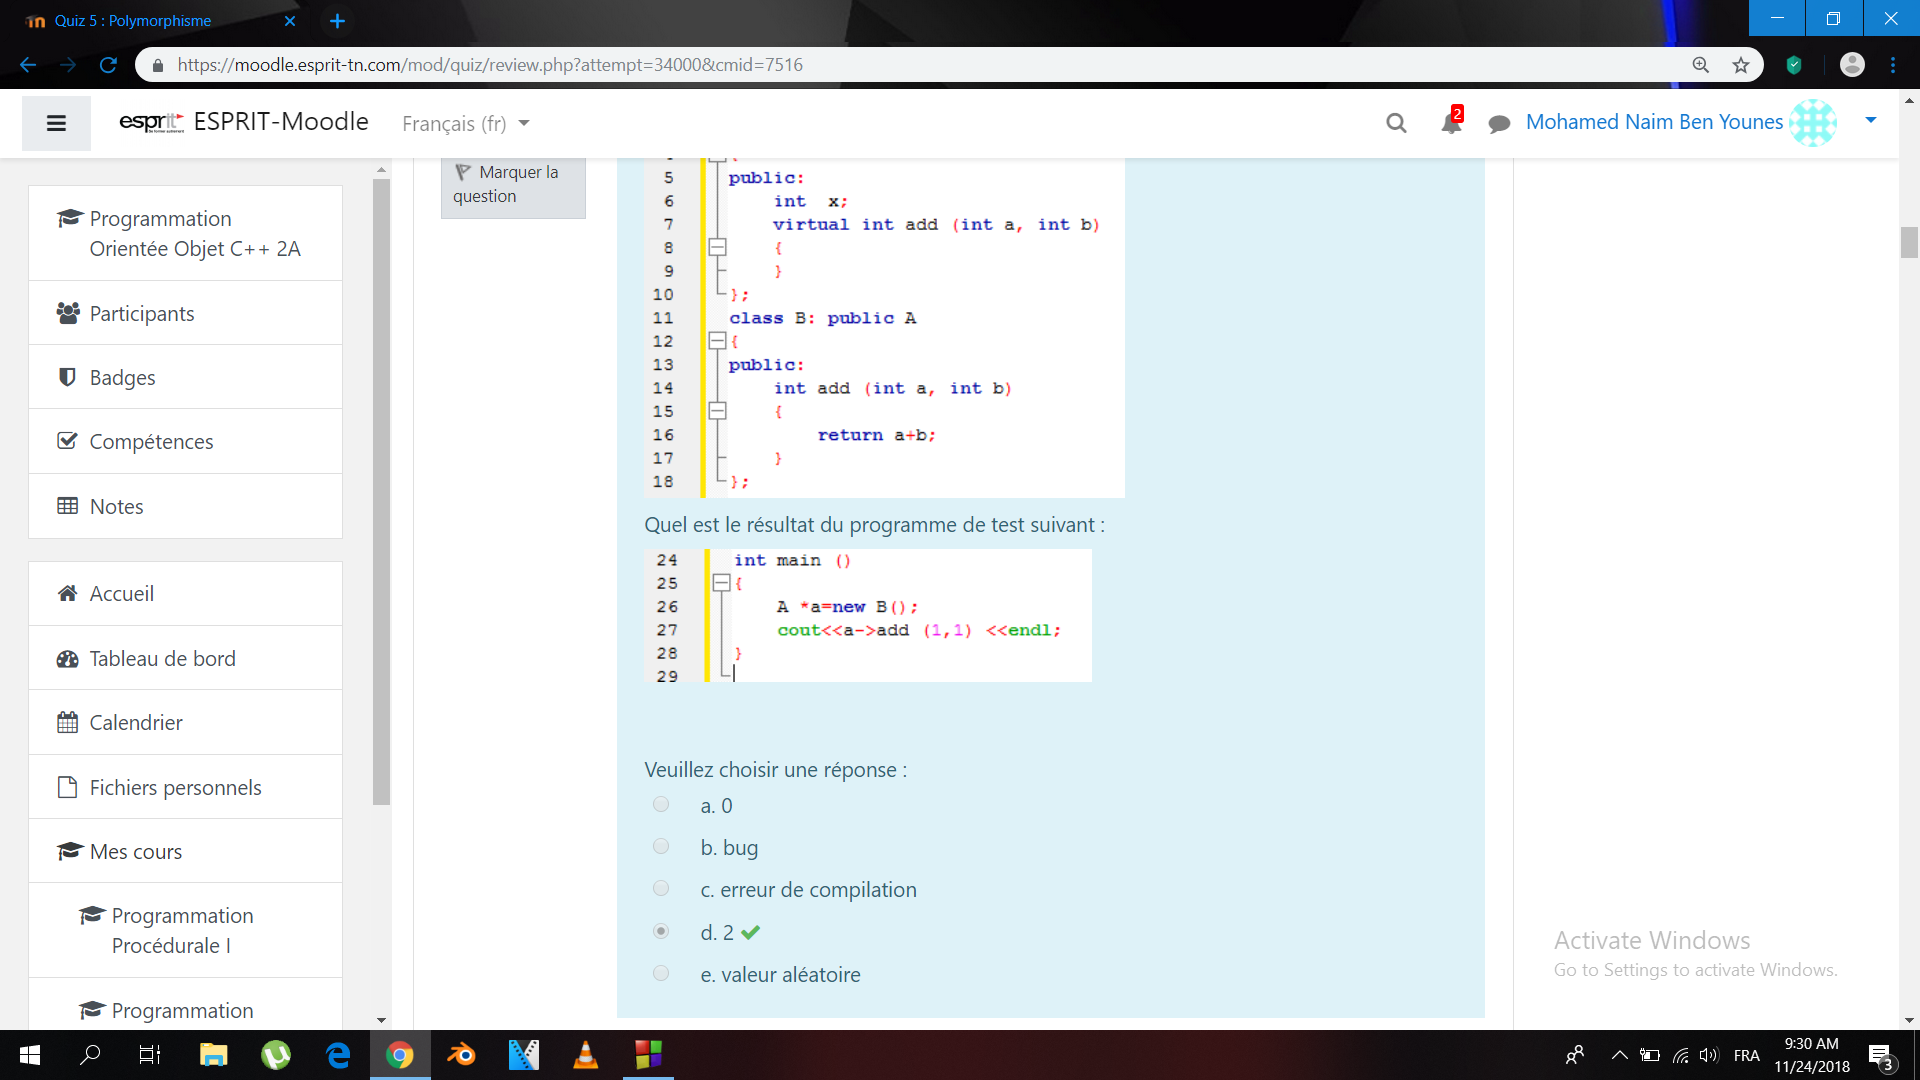 Quiz 5 : Polymorphisme
https://moodle.esprit-tn.com/mod/quiz/review.php?attempt=34000&cmid=7516
esprit ESPRIT-Moodle Français (fr) 2 Mohamed Naim Ben Younes
Programmation
Orientée Objet C++ 2A
Participants
Badges
Compétences
Notes
Accueil
Tableau de bord
Calendrier
Fichiers personnels
Mes cours
Programmation
Procédurale I
Programmation
Marquer la
question
5 public:
6 int x;
7 virtual int add (int a, int b)
8 {
9 }
10 };
11 class B: public A
12 {
13 public:
14 int add (int a, int b)
15 {
16 return a+b;
17 }
18 };
Quel est le résultat du programme de test suivant :
24 int main ()
25 {
26 A *a=new B();
27 cout<<a->add (1,1) <<endl;
28 }
29
Veuillez choisir une réponse :
a. 0
b. bug
c. erreur de compilation
d. 2
e. valeur aléatoire
Activate Windows
Go to Settings to activate Windows.
FRA
9:30 AM
11/24/2018
3